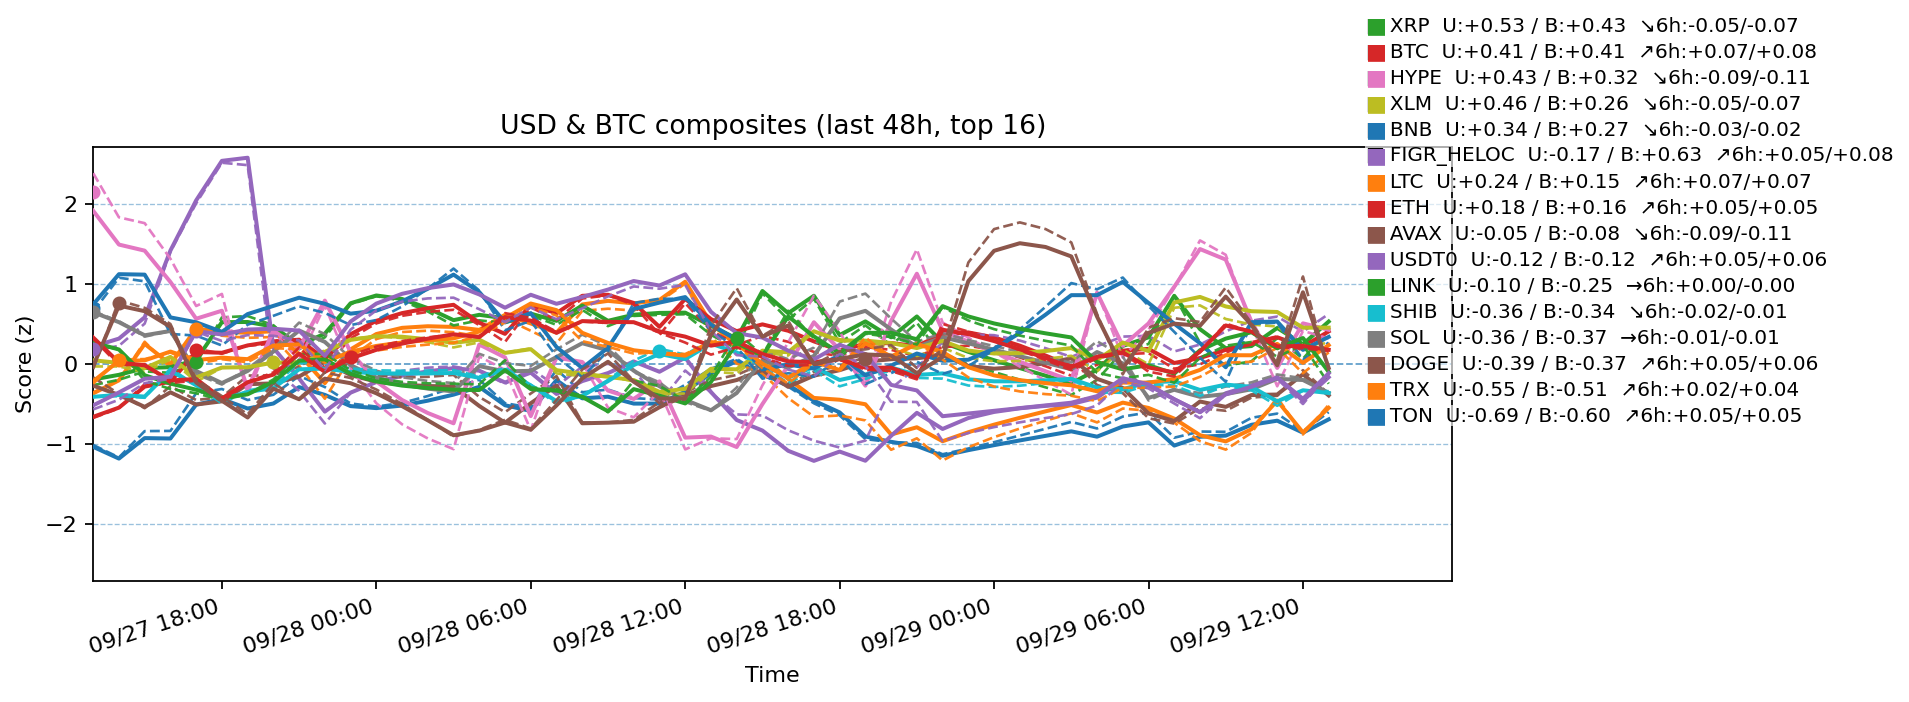 XRP U:+0.53 / B:+0.43 ↘6h:-0.05/-0.07
BTC U:+0.41 / B:+0.41 ↗6h:+0.07/+0.08
HYPE U:+0.43 / B:+0.32 ↘6h:-0.09/-0.11
XLM U:+0.46 / B:+0.26 ↘6h:-0.05/-0.07
BNB U:+0.34 / B:+0.27 ↘6h:-0.03/-0.02
FIGR_HELOC U:-0.17 / B:+0.63 ↗6h:+0.05/+0.08
LTC U:+0.24 / B:+0.15 ↗6h:+0.07/+0.07
ETH U:+0.18 / B:+0.16 ↗6h:+0.05/+0.05
AVAX U:-0.05 / B:-0.08 ↘6h:-0.09/-0.11
USDT0 U:-0.12 / B:-0.12 ↗6h:+0.05/+0.06
LINK U:-0.10 / B:-0.25 →6h:+0.00/-0.00
SHIB U:-0.36 / B:-0.34 ↘6h:-0.02/-0.01
SOL U:-0.36 / B:-0.37 →6h:-0.01/-0.01
DOGE U:-0.39 / B:-0.37 ↗6h:+0.05/+0.06
TRX U:-0.55 / B:-0.51 ↗6h:+0.02/+0.04
TON U:-0.69 / B:-0.60 ↗6h:+0.05/+0.05
USD & BTC composites (last 48h, top 16)
Score (z)
2
1
0
−1
−2
09/27 18:00
09/28 00:00
09/28 06:00
09/28 12:00
09/28 18:00
09/29 00:00
09/29 06:00
09/29 12:00
Time